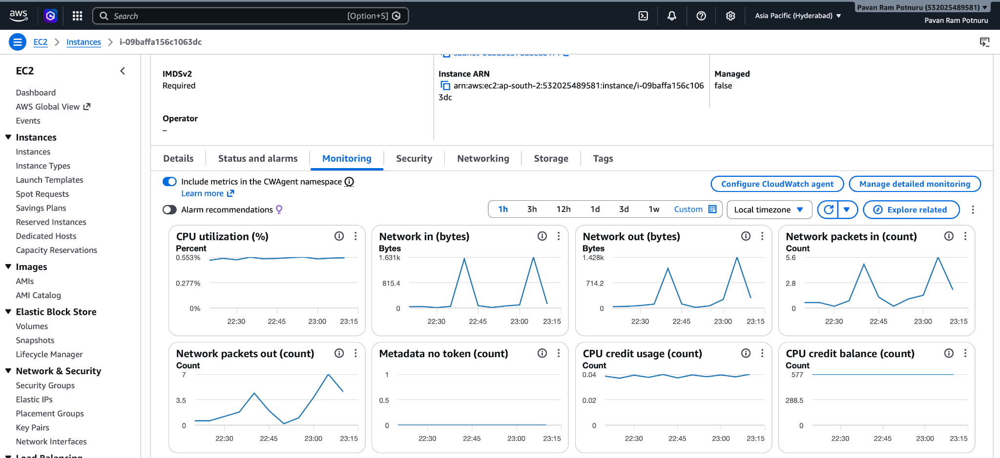 aws
Search
[Option+S]
Asia Pacific (Hyderabad)
Pavan Ram Potnuru (532025489581)
Pavan Ram Potnuru
EC2
Instances
i-09baffa156c1063dc
EC2
Dashboard
AWS Global View
Events
Instances
Instances
Instance Types
Launch Templates
Spot Requests
Savings Plans
Reserved Instances
Dedicated Hosts
Capacity Reservations
Images
AMIs
AMI Catalog
Elastic Block Store
Volumes
Snapshots
Lifecycle Manager
Network & Security
Security Groups
Elastic IPs
Placement Groups
Key Pairs
Network Interfaces
Load Balancing
IMDSv2
Required
Instance ARN
arn:aws:ec2:ap-south-2:532025489581:instance/i-09baffa156c106
3dc
Managed
false
Operator
–
Details
Status and alarms
Monitoring
Security
Networking
Storage
Tags
Include metrics in the CWAgent namespace
Learn more
Configure CloudWatch agent
Manage detailed monitoring
Alarm recommendations
1h
3h
12h
1d
3d
1w
Custom
Local timezone
Explore related
CPU utilization (%)
Percent
0.553%
0.277%
0%
22:30
22:45
23:00
23:15
Network in (bytes)
Bytes
1.631k
815.4
0
22:30
22:45
23:00
23:15
Network out (bytes)
Bytes
1.428k
714.2
0
22:30
22:45
23:00
23:15
Network packets in (count)
Count
5.6
2.8
0
22:30
22:45
23:00
23:15
Network packets out (count)
Count
7
3.5
0
22:30
22:45
23:00
23:15
Metadata no token (count)
1
0.5
0
22:30
22:45
23:00
23:15
CPU credit usage (count)
Count
0.04
0.02
0
22:30
22:45
23:00
23:15
CPU credit balance (count)
Count
577
288.5
0
22:30
22:45
23:00
23:15